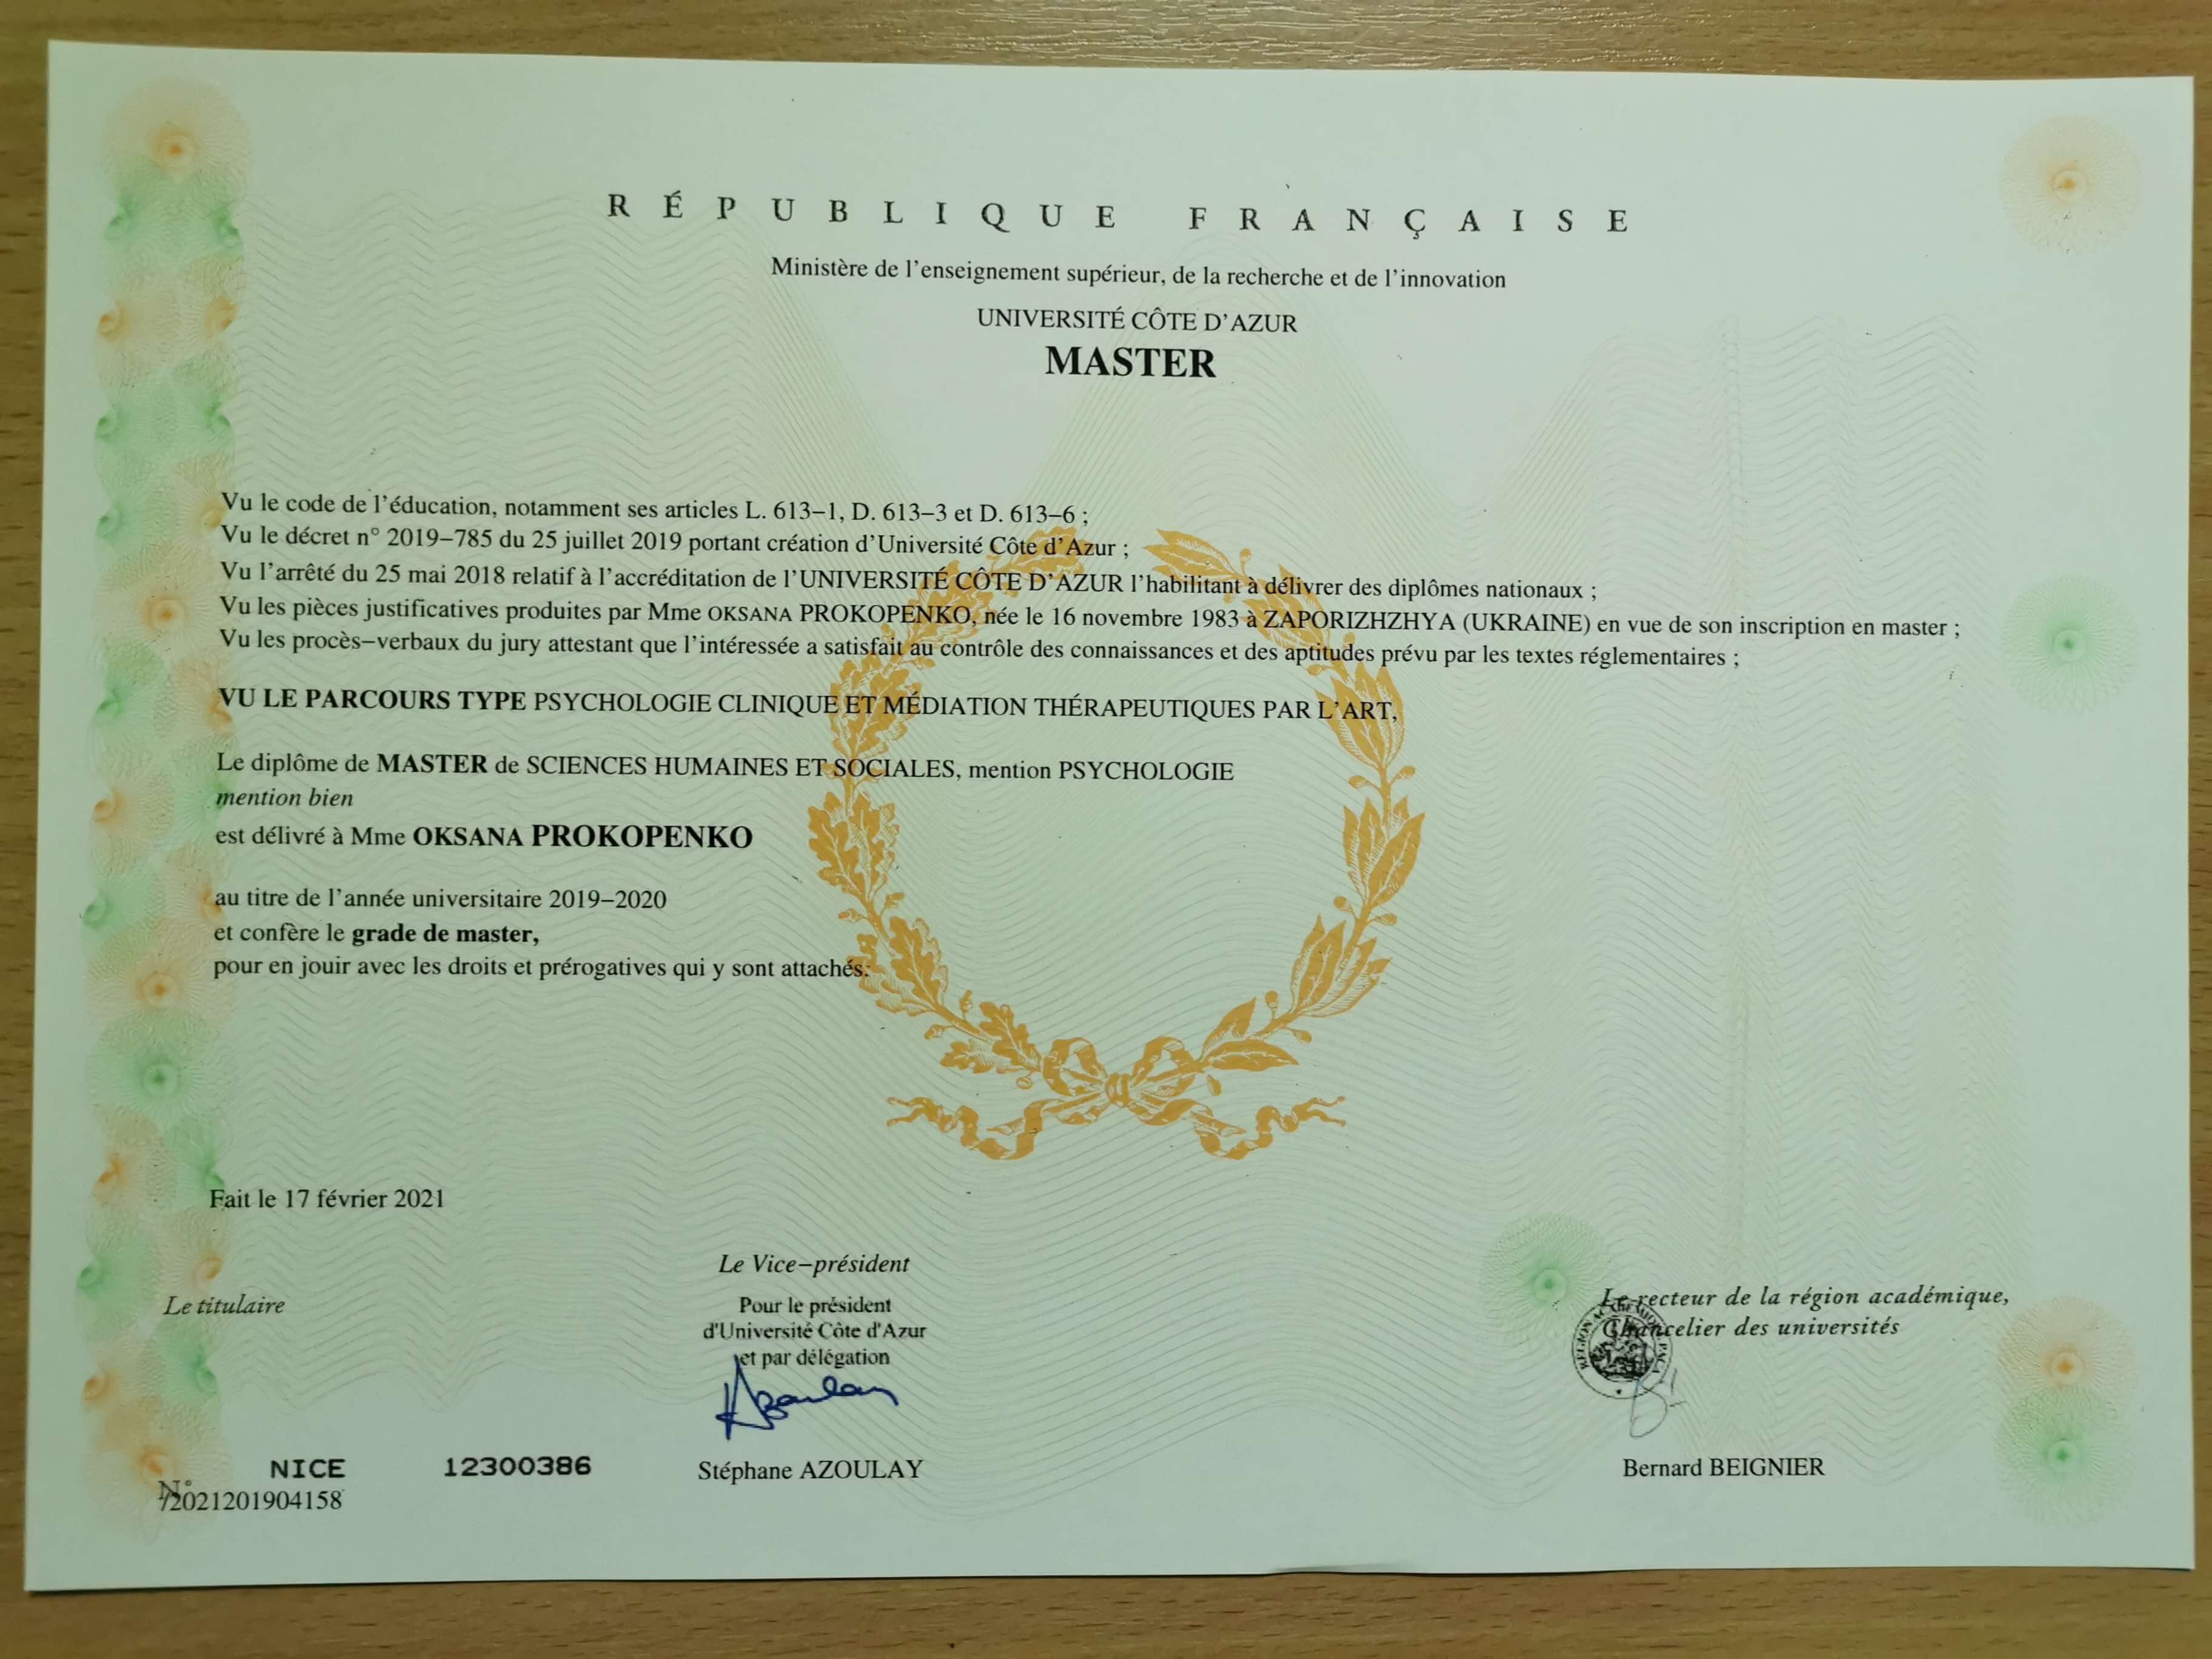 RÉPUBLIQUE FRANÇAISE
Ministère de l'enseignement supérieur, de la recherche et de l'innovation
UNIVERSITÉ CÔTE D'AZUR
MASTER
Vu le code de l'éducation, notamment ses articles L. 613–1, D. 613–3 et D. 613–6 ;
Vu le décret n° 2019–785 du 25 juillet 2019 portant création d'Université Côte d'Azur ;
Vu l'arrêté du 25 mai 2018 relatif à l'accréditation de l'UNIVERSITÉ CÔTE D'AZUR l'habilitant à délivrer des diplômes nationaux ;
Vu les pièces justificatives produites par Mme OKSANA PROKOPENKO, née le 16 novembre 1983 à ZAPORIZHZHYA (UKRAINE) en vue de son inscription en master ;
Vu les procès–verbaux du jury attestant que l'intéressée a satisfait au contrôle des connaissances et des aptitudes prévu par les textes réglementaires ;
VU LE PARCOURS TYPE PSYCHOLOGIE CLINIQUE ET MÉDIATION THÉRAPEUTIQUES PAR L'ART,
Le diplôme de MASTER de SCIENCES HUMAINES ET SOCIALES, mention PSYCHOLOGIE
mention bien
est délivré à Mme OKSANA PROKOPENKO
au titre de l'année universitaire 2019–2020
et confère le grade de master,
pour en jouir avec les droits et prérogatives qui y sont attachés.
Fait le 17 février 2021
Le titulaire
Le Vice–président
Pour le président
d'Université Côte d'Azur
et par délégation
Stéphane AZOULAY
Le recteur de la région académique,
Chancelier des universités
Bernard BEIGNIER
NICE 12300386
N°
/2021201904158